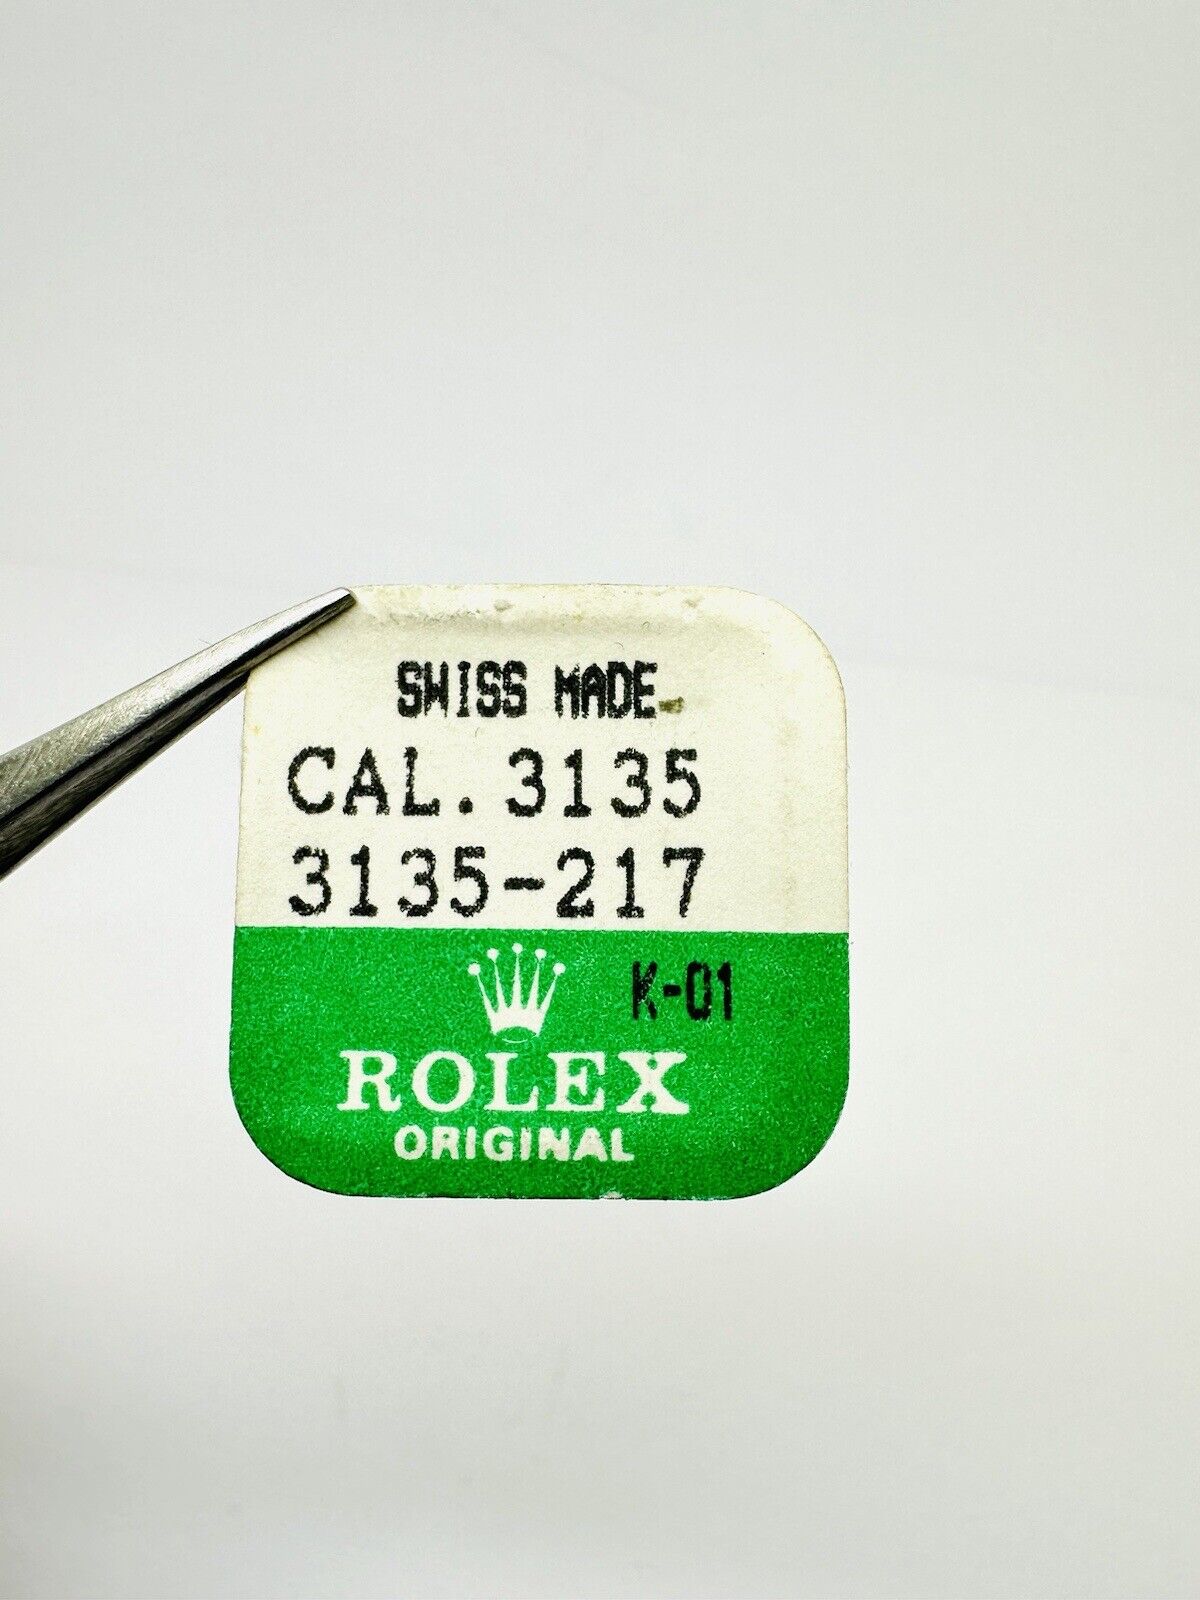 SWISS MADE
CAL. 3135
3135-217
K-01
ROLEX
ORIGINAL